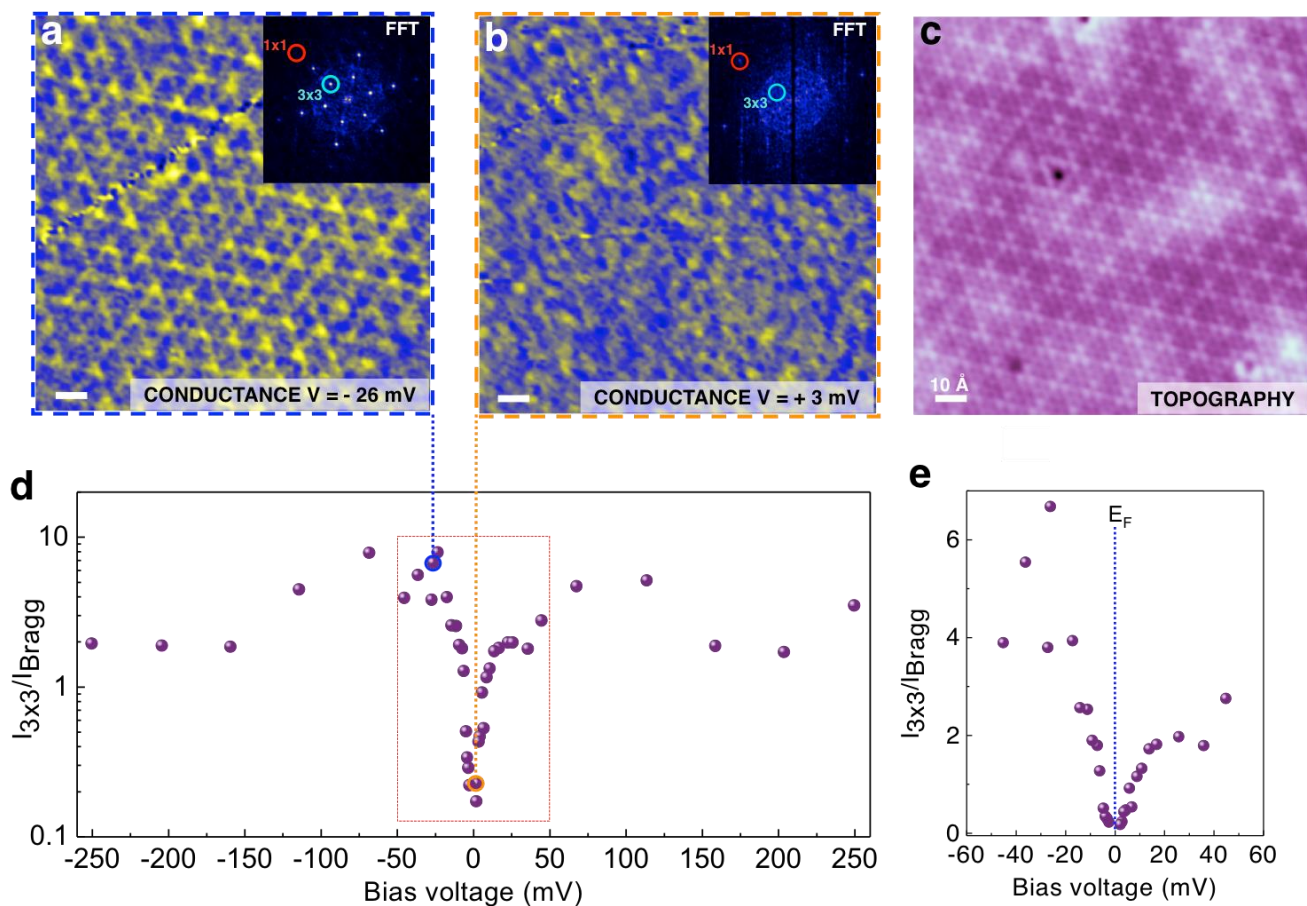 a
FFT
1x1
3x3
CONDUCTANCE V = - 26 mV
b
FFT
1x1
3x3
CONDUCTANCE V = + 3 mV
c
10 Å
TOPOGRAPHY
d
I3x3/IBragg
10
1
0.1
-250 -200 -150 -100 -50 0 50 100 150 200 250
Bias voltage (mV)
e
EF
I3x3/IBragg
6
4
2
0
-60 -40 -20 0 20 40 60
Bias voltage (mV)